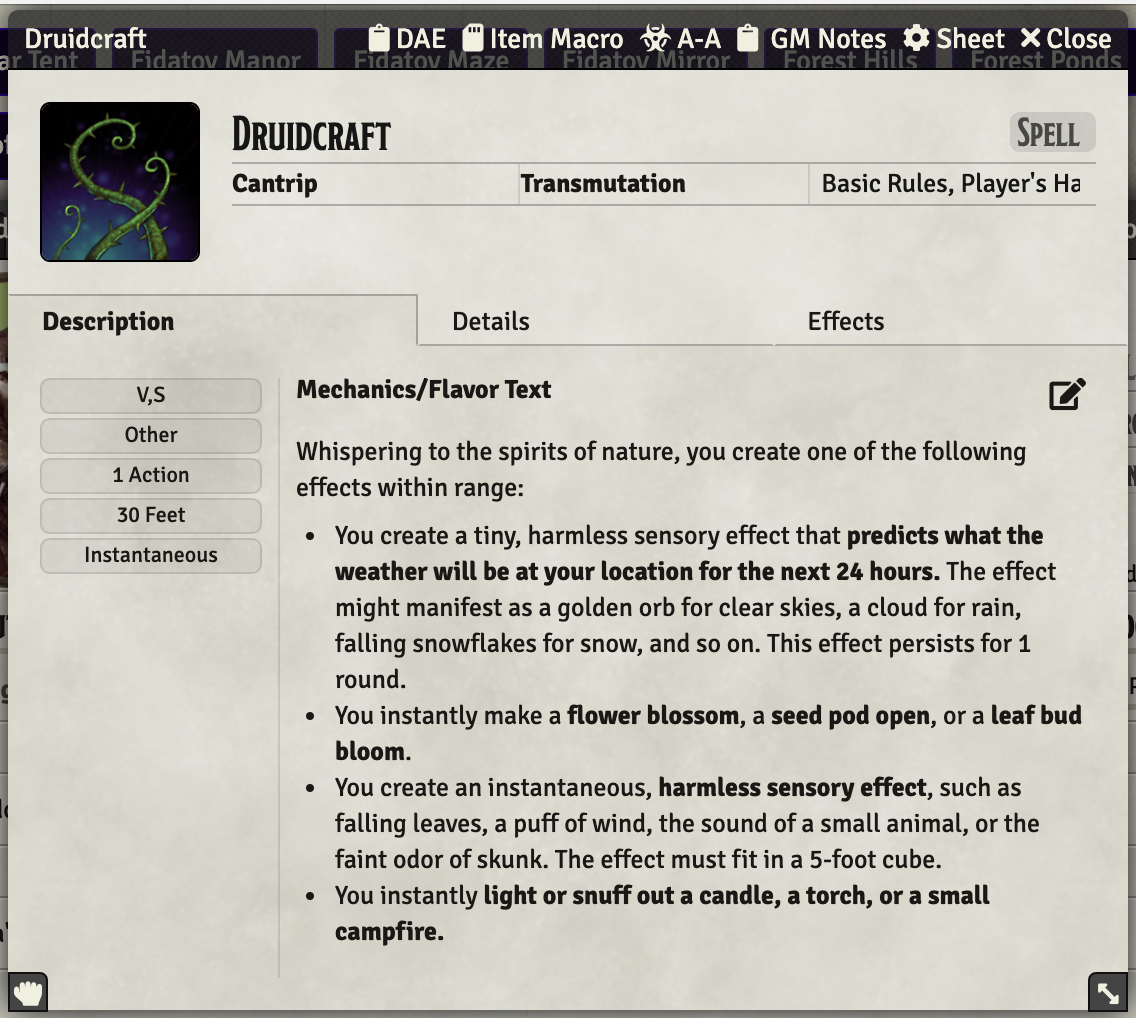 Druidcraft DAE Item Macro A-A GM Notes Sheet Close
Tent Fidatov Manor Fidatov Maze Fidatov Mirror Forest Hills Forest Ponds
Druidcraft
Spell
Cantrip Transmutation Basic Rules, Player's Ha
Description Details Effects
V,S
Other
1 Action
30 Feet
Instantaneous
Mechanics/Flavor Text
Whispering to the spirits of nature, you create one of the following
effects within range:
• You create a tiny, harmless sensory effect that predicts what the
weather will be at your location for the next 24 hours. The effect
might manifest as a golden orb for clear skies, a cloud for rain,
falling snowflakes for snow, and so on. This effect persists for 1
round.
• You instantly make a flower blossom, a seed pod open, or a leaf bud
bloom.
• You create an instantaneous, harmless sensory effect, such as
falling leaves, a puff of wind, the sound of a small animal, or the
faint odor of skunk. The effect must fit in a 5-foot cube.
• You instantly light or snuff out a candle, a torch, or a small
campfire.